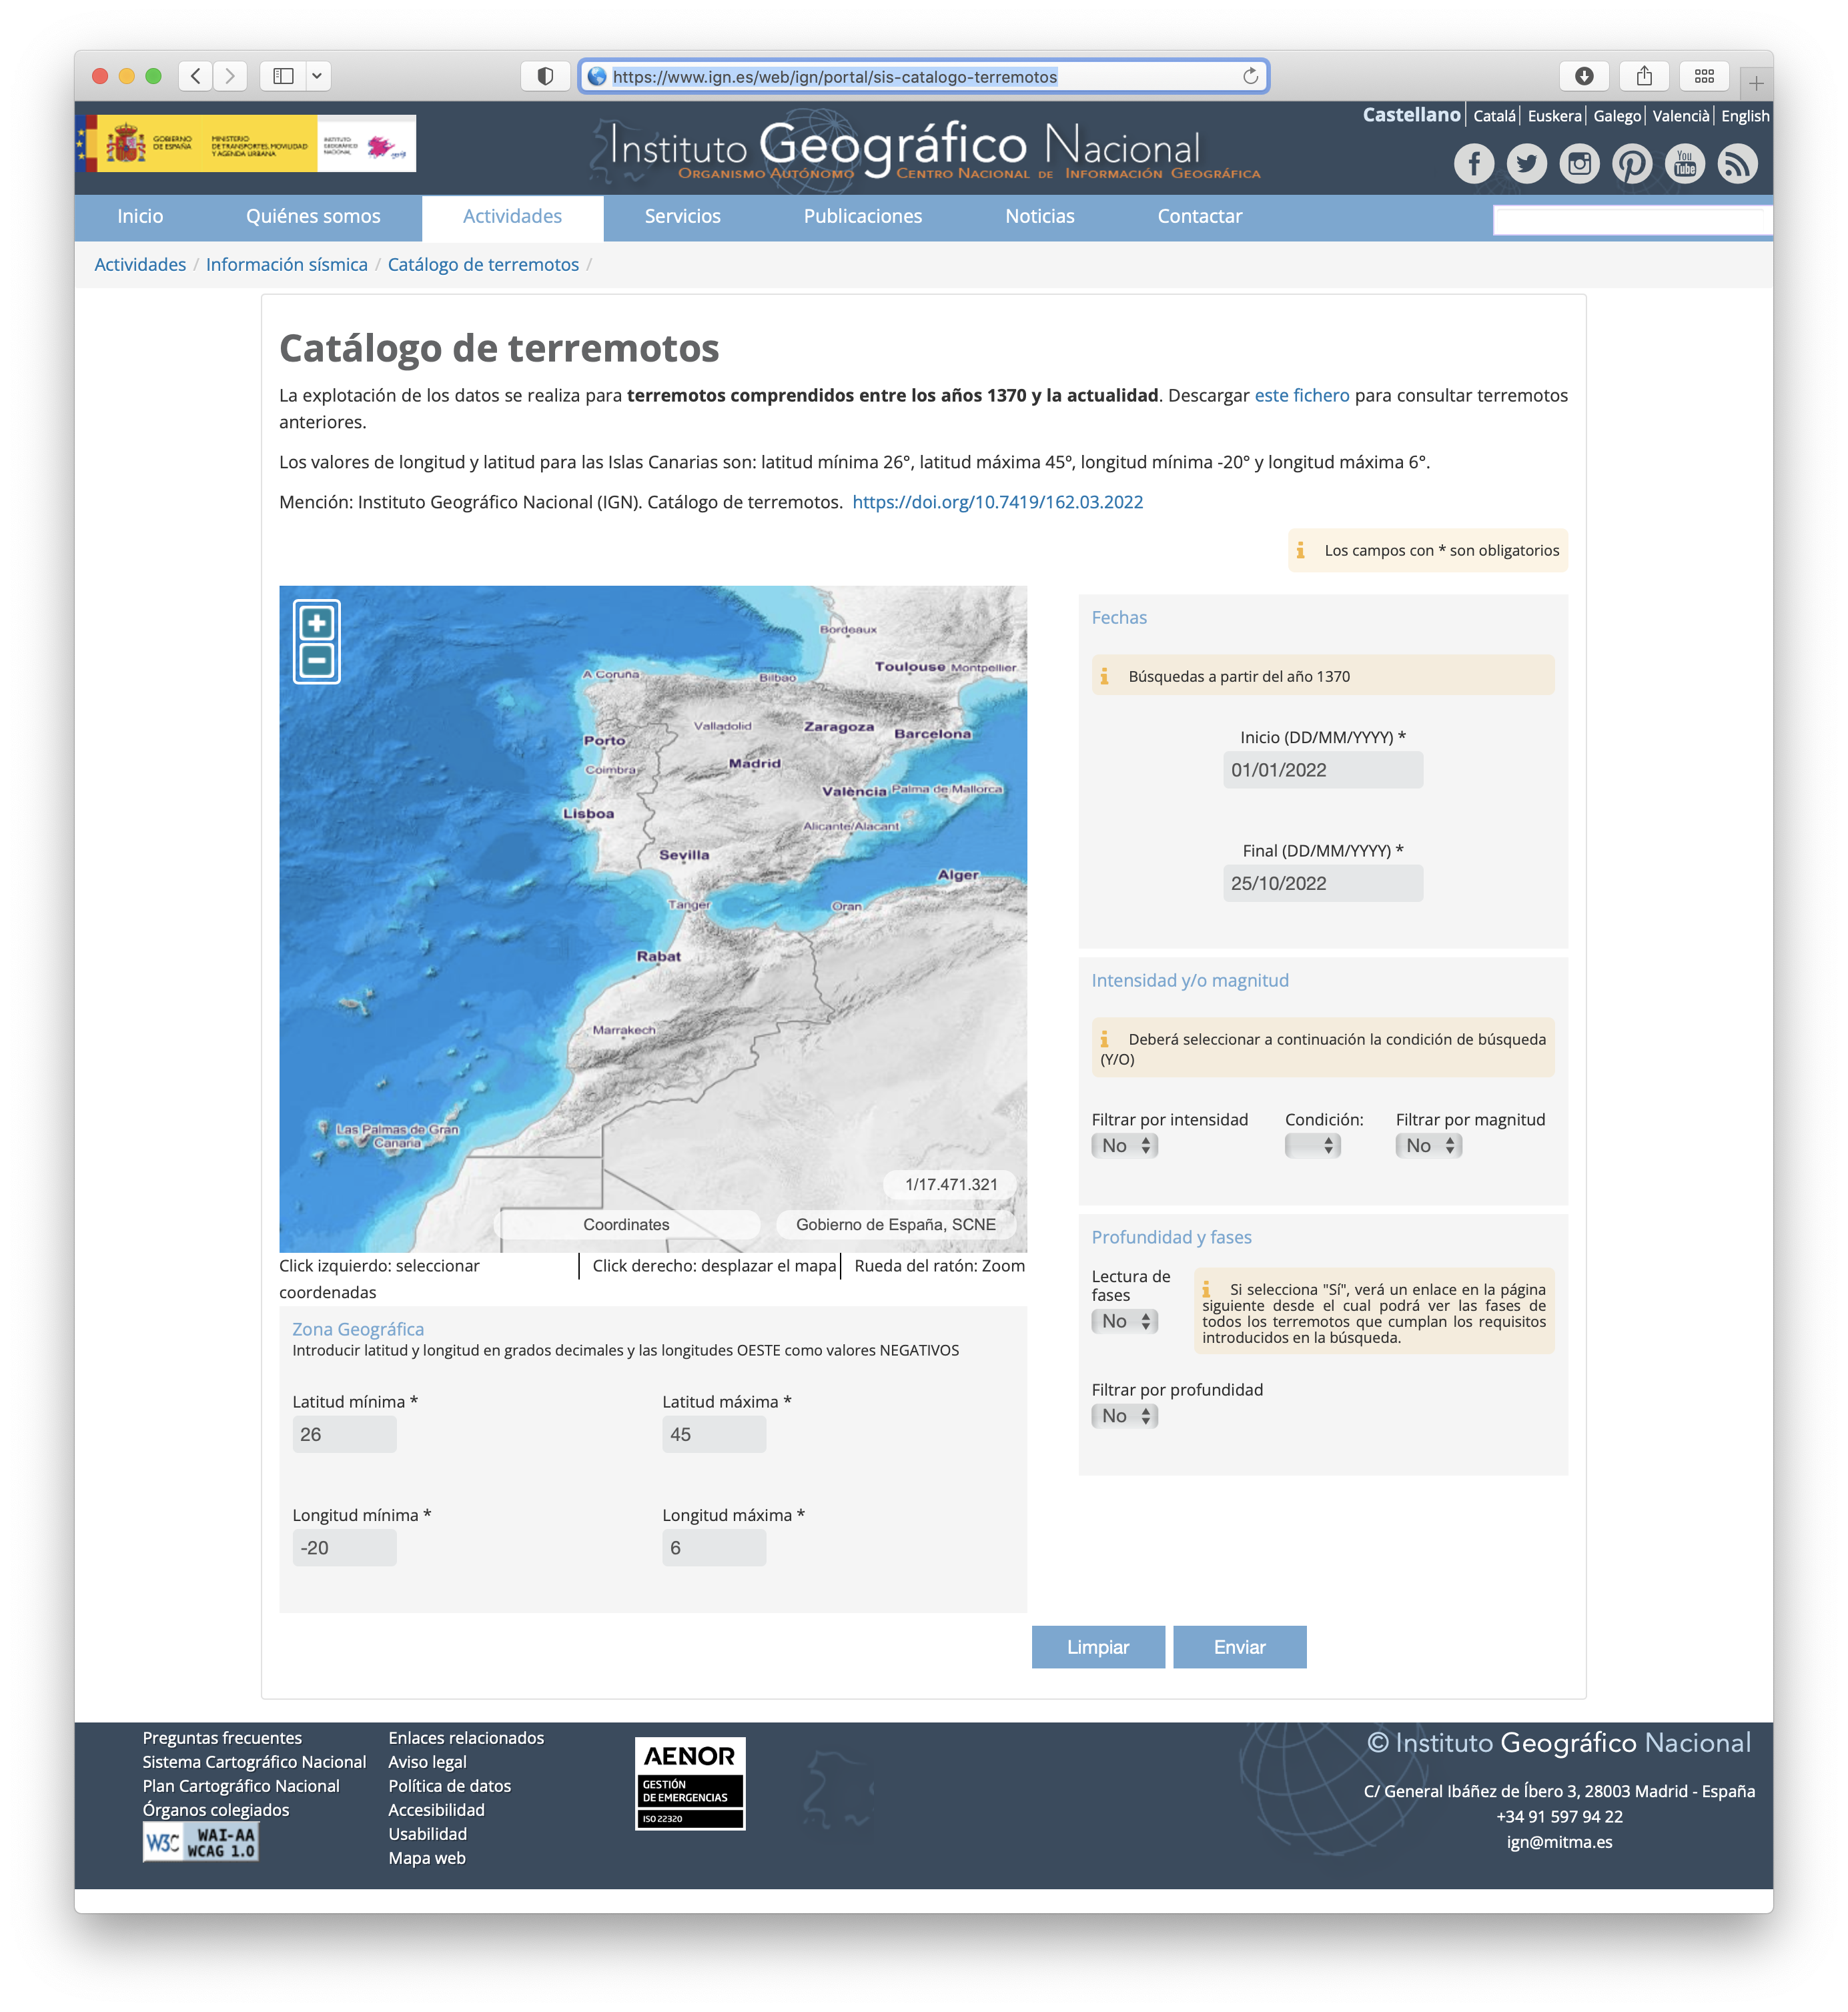 https://www.ign.es/web/ign/portal/sis-catalogo-terremotos
GOBIERNO
DE ESPAÑA
MINISTERIO
DE TRANSPORTES, MOVILIDAD
Y AGENDA URBANA
INSTITUTO
GEOGRÁFICO
NACIONAL
Instituto Geográfico Nacional
Organismo Autónomo Centro Nacional de Información Geográfica
Castellano Català Euskera Galego Valencià English
You
Tube
Inicio Quiénes somos Actividades Servicios Publicaciones Noticias Contactar
Actividades / Información sísmica / Catálogo de terremotos /
Catálogo de terremotos
La explotación de los datos se realiza para terremotos comprendidos entre los años 1370 y la actualidad. Descargar este fichero para consultar terremotos
anteriores.
Los valores de longitud y latitud para las Islas Canarias son: latitud mínima 26°, latitud máxima 45º, longitud mínima -20° y longitud máxima 6°.
Mención: Instituto Geográfico Nacional (IGN). Catálogo de terremotos. https://doi.org/10.7419/162.03.2022
Los campos con * son obligatorios
Bordeaux
Toulouse Montpellier
A Coruña
Bilbao
Valladolid
Zaragoza
Barcelona
Porto
Madrid
Coimbra
València
Palma de Mallorca
Lisboa
Alicante/Alacant
Sevilla
Alger
Tanger
Oran
Rabat
Marrakech
Las Palmas de Gran
Canaria
1/17.471.321
Coordinates
Gobierno de España, SCNE
Click izquierdo: seleccionar
coordenadas
Click derecho: desplazar el mapa
Rueda del ratón: Zoom
Zona Geográfica
Introducir latitud y longitud en grados decimales y las longitudes OESTE como valores NEGATIVOS
Latitud mínima * Latitud máxima *
26 45
Longitud mínima * Longitud máxima *
-20 6
Fechas
Búsquedas a partir del año 1370
Inicio (DD/MM/YYYY) *
01/01/2022
Final (DD/MM/YYYY) *
25/10/2022
Intensidad y/o magnitud
Deberá seleccionar a continuación la condición de búsqueda
(Y/O)
Filtrar por intensidad Condición: Filtrar por magnitud
No No
Profundidad y fases
Lectura de
fases
No
Si selecciona "Sí", verá un enlace en la página
siguiente desde el cual podrá ver las fases de
todos los terremotos que cumplan los requisitos
introducidos en la búsqueda.
Filtrar por profundidad
No
Limpiar Enviar
Preguntas frecuentes
Sistema Cartográfico Nacional
Plan Cartográfico Nacional
Órganos colegiados
W3C WAI-AA
WCAG 1.0
Enlaces relacionados
Aviso legal
Política de datos
Accesibilidad
Usabilidad
Mapa web
AENOR
GESTIÓN
DE EMERGENCIAS
ISO 22320
© Instituto Geográfico Nacional
C/ General Ibáñez de Íbero 3, 28003 Madrid - España
+34 91 597 94 22
ign@mitma.es